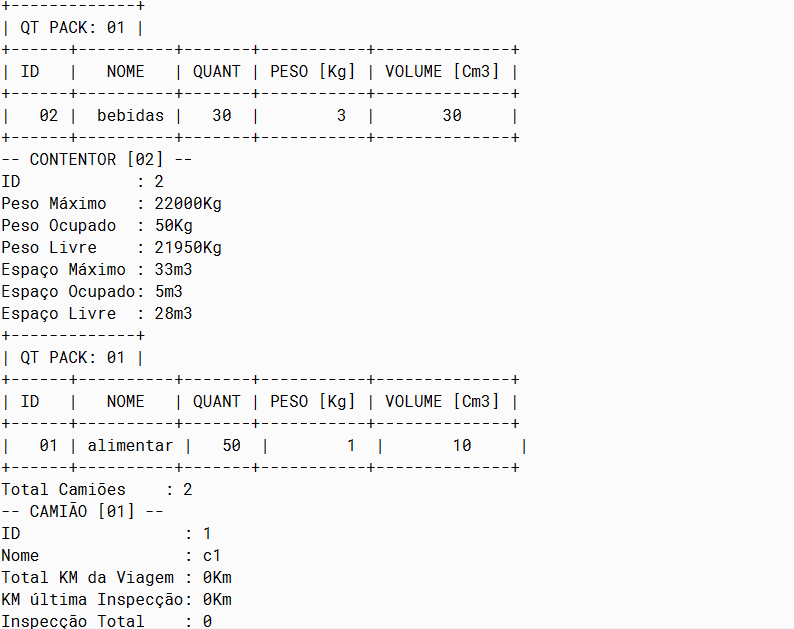 +-------------+
| QT PACK: 01 |
+------+----------+-------+-----------+--------------+
| ID   |   NOME   | QUANT | PESO [Kg] | VOLUME [Cm3] |
+------+----------+-------+-----------+--------------+
|   02 |  bebidas |   30  |        3  |       30     |
+------+----------+-------+-----------+--------------+
-- CONTENTOR [02] --
ID            : 2
Peso Máximo   : 22000Kg
Peso Ocupado  : 50Kg
Peso Livre    : 21950Kg
Espaço Máximo : 33m3
Espaço Ocupado: 5m3
Espaço Livre  : 28m3
+-------------+
| QT PACK: 01 |
+------+----------+-------+-----------+--------------+
| ID   |   NOME   | QUANT | PESO [Kg] | VOLUME [Cm3] |
+------+----------+-------+-----------+--------------+
|   01 | alimentar |   50  |        1  |       10     |
+------+----------+-------+-----------+--------------+
Total Camiões    : 2
-- CAMIÃO [01] --
ID                 : 1
Nome               : c1
Total KM da Viagem : 0Km
KM última Inspecção: 0Km
Inspecção Total    : 0